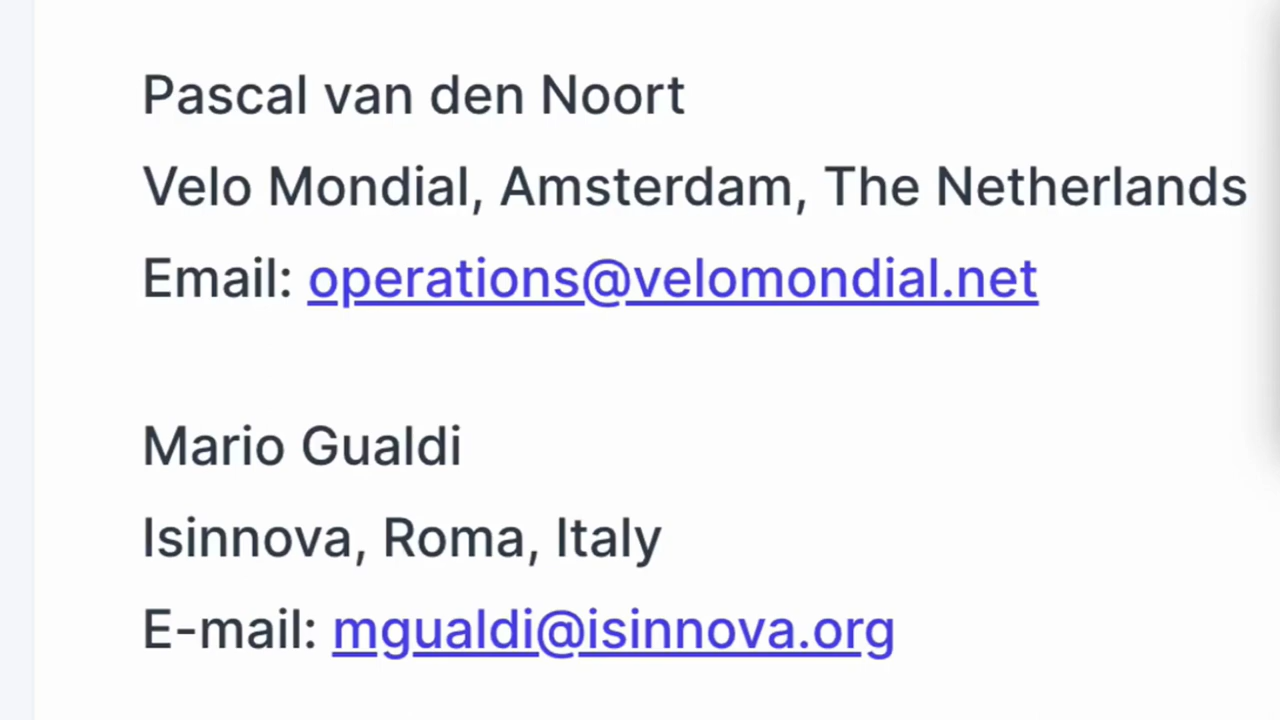 Pascal van den Noort
Velo Mondial, Amsterdam, The Netherlands
Email: operations@velomondial.net
Mario Gualdi
Isinnova, Roma, Italy
E-mail: mgualdi@isinnova.org